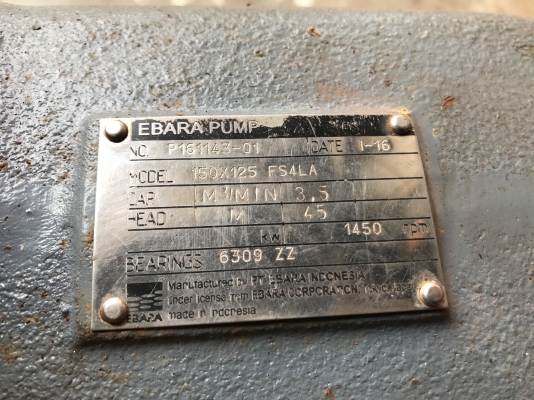 EBARA PUMP
NO. P161143-01 DATE 1-16
MODEL 150X125 FS4LA
CAP. M³/MIN 3.5
HEAD M 45
KW 1450 rpm
BEARINGS 6309 ZZ
Manufactured by PT. EBARA INDONESIA
under license from EBARA CORPORATION,
EBARA made in Indonesia